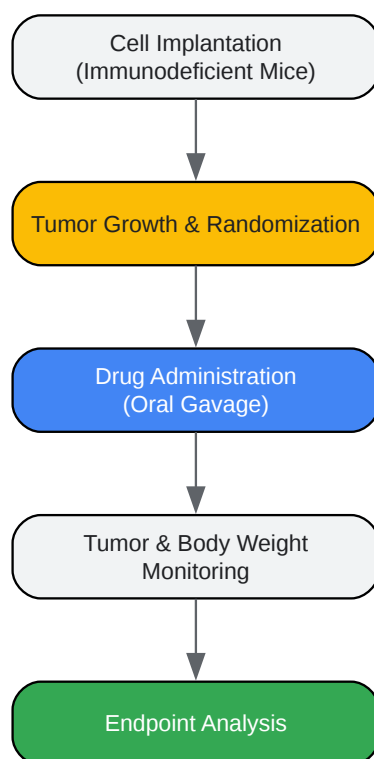 Cell Implantation
(Immunodeficient Mice)
Tumor Growth & Randomization
Drug Administration
(Oral Gavage)
Tumor & Body Weight
Monitoring
Endpoint Analysis